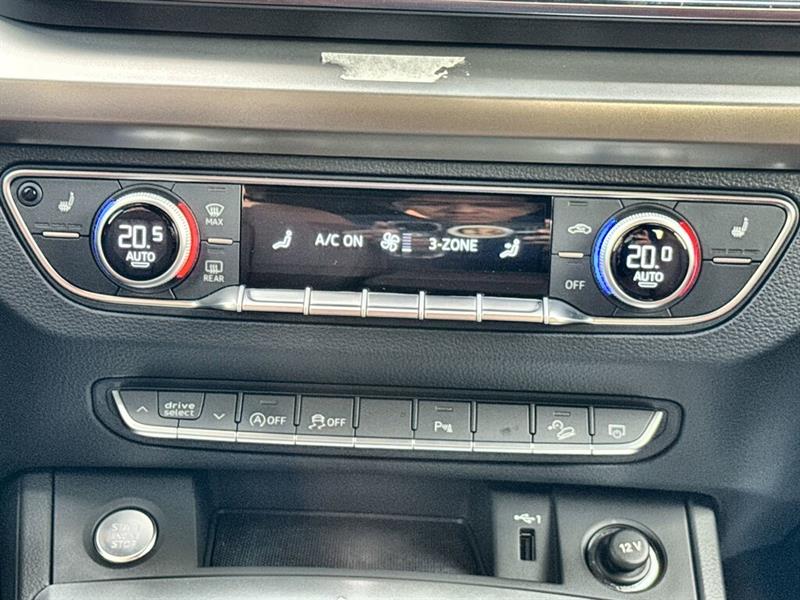 MAX
REAR
20.5
AUTO
A/C ON
3-ZONE
OFF
20.0
AUTO
drive
select
A OFF
OFF
P
START
ENGINE
STOP
1
12V